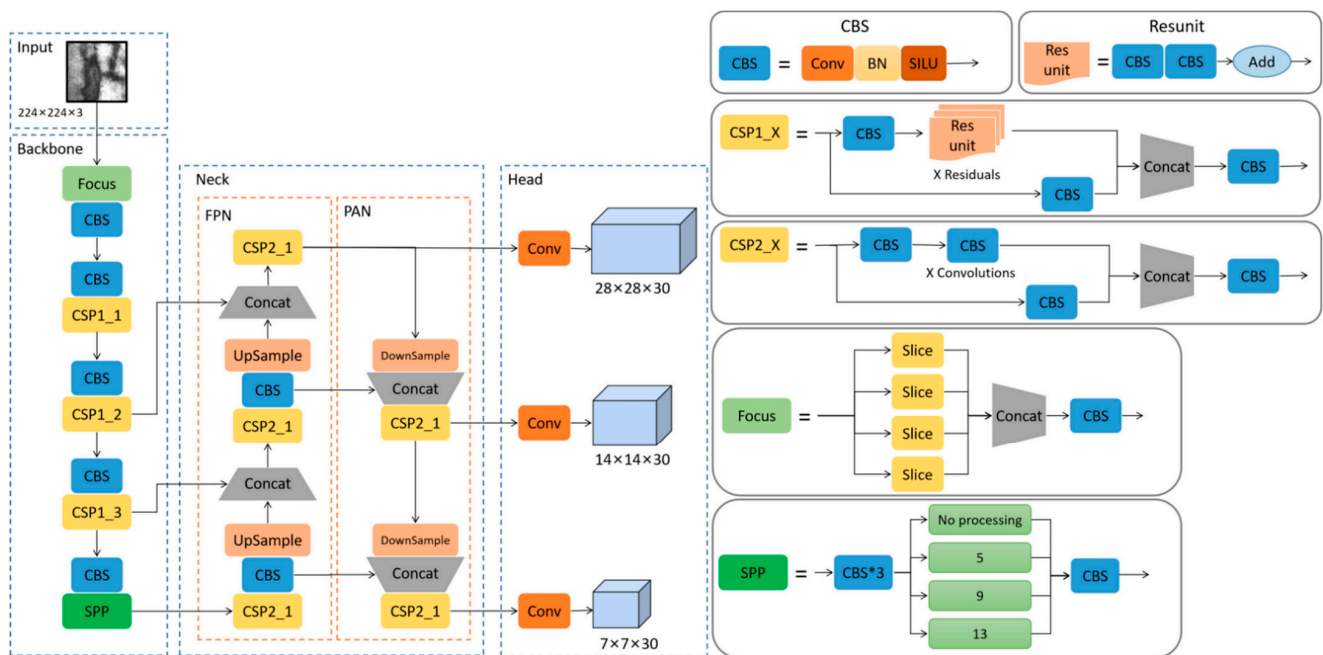 Input
224×224×3
Backbone
Focus
CBS
CBS
CSP1_1
CBS
CSP1_2
CBS
CSP1_3
CBS
SPP
Neck
FPN
CSP2_1
Concat
UpSample
CBS
CSP2_1
Concat
UpSample
CBS
CSP2_1
PAN
DownSample
Concat
CSP2_1
DownSample
Concat
CSP2_1
Head
Conv
28×28×30
Conv
14×14×30
Conv
7×7×30
CBS
CBS = Conv BN SILU
Resunit
Res
unit
= CBS CBS Add
CSP1_X = CBS
Res
unit
X Residuals
CBS
Concat
CBS
CSP2_X = CBS CBS
X Convolutions
CBS
Concat
CBS
Focus =
Slice
Slice
Slice
Slice
Concat
CBS
SPP = CBS*3
No processing
5
9
13
CBS